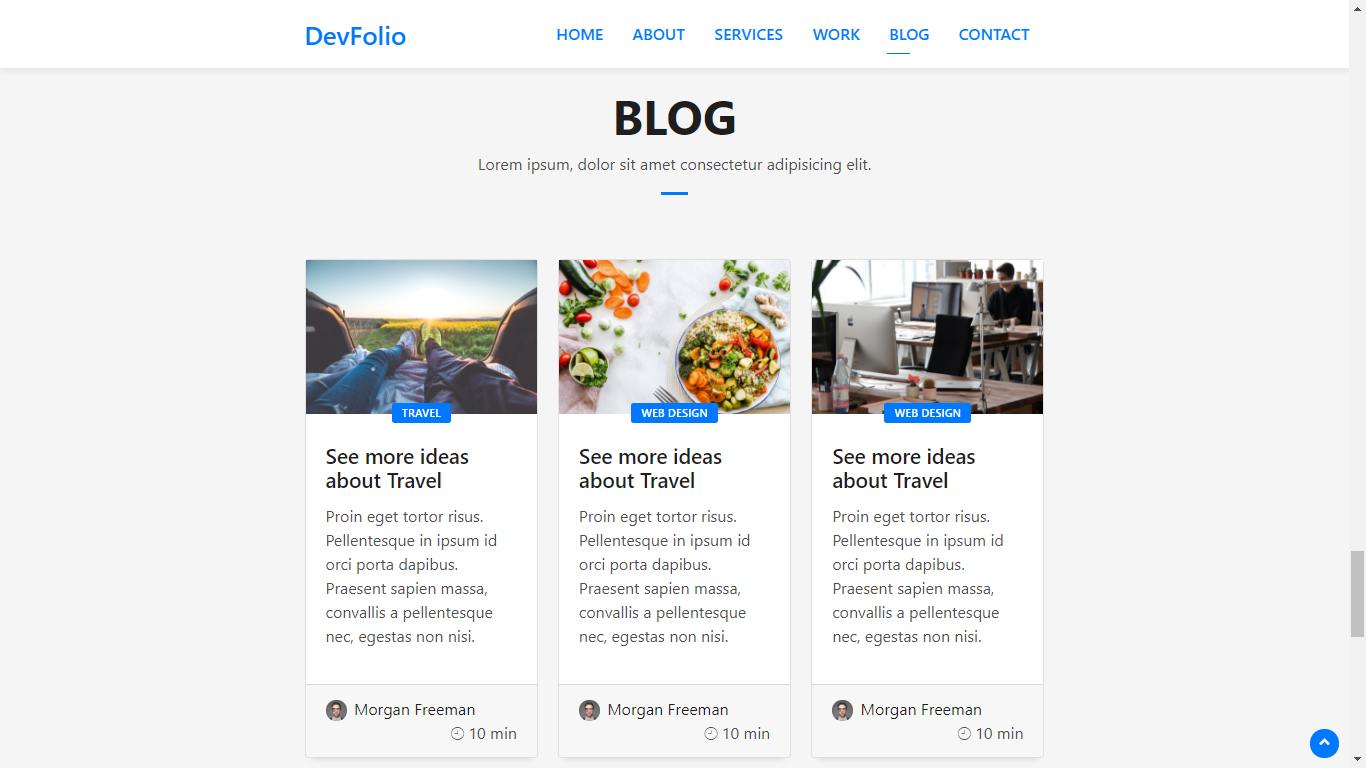 DevFolio
HOME ABOUT SERVICES WORK BLOG CONTACT
BLOG
Lorem ipsum, dolor sit amet consectetur adipisicing elit.
TRAVEL
See more ideas
about Travel
Proin eget tortor risus.
Pellentesque in ipsum id
orci porta dapibus.
Praesent sapien massa,
convallis a pellentesque
nec, egestas non nisi.
Morgan Freeman
10 min
WEB DESIGN
See more ideas
about Travel
Proin eget tortor risus.
Pellentesque in ipsum id
orci porta dapibus.
Praesent sapien massa,
convallis a pellentesque
nec, egestas non nisi.
Morgan Freeman
10 min
WEB DESIGN
See more ideas
about Travel
Proin eget tortor risus.
Pellentesque in ipsum id
orci porta dapibus.
Praesent sapien massa,
convallis a pellentesque
nec, egestas non nisi.
Morgan Freeman
10 min